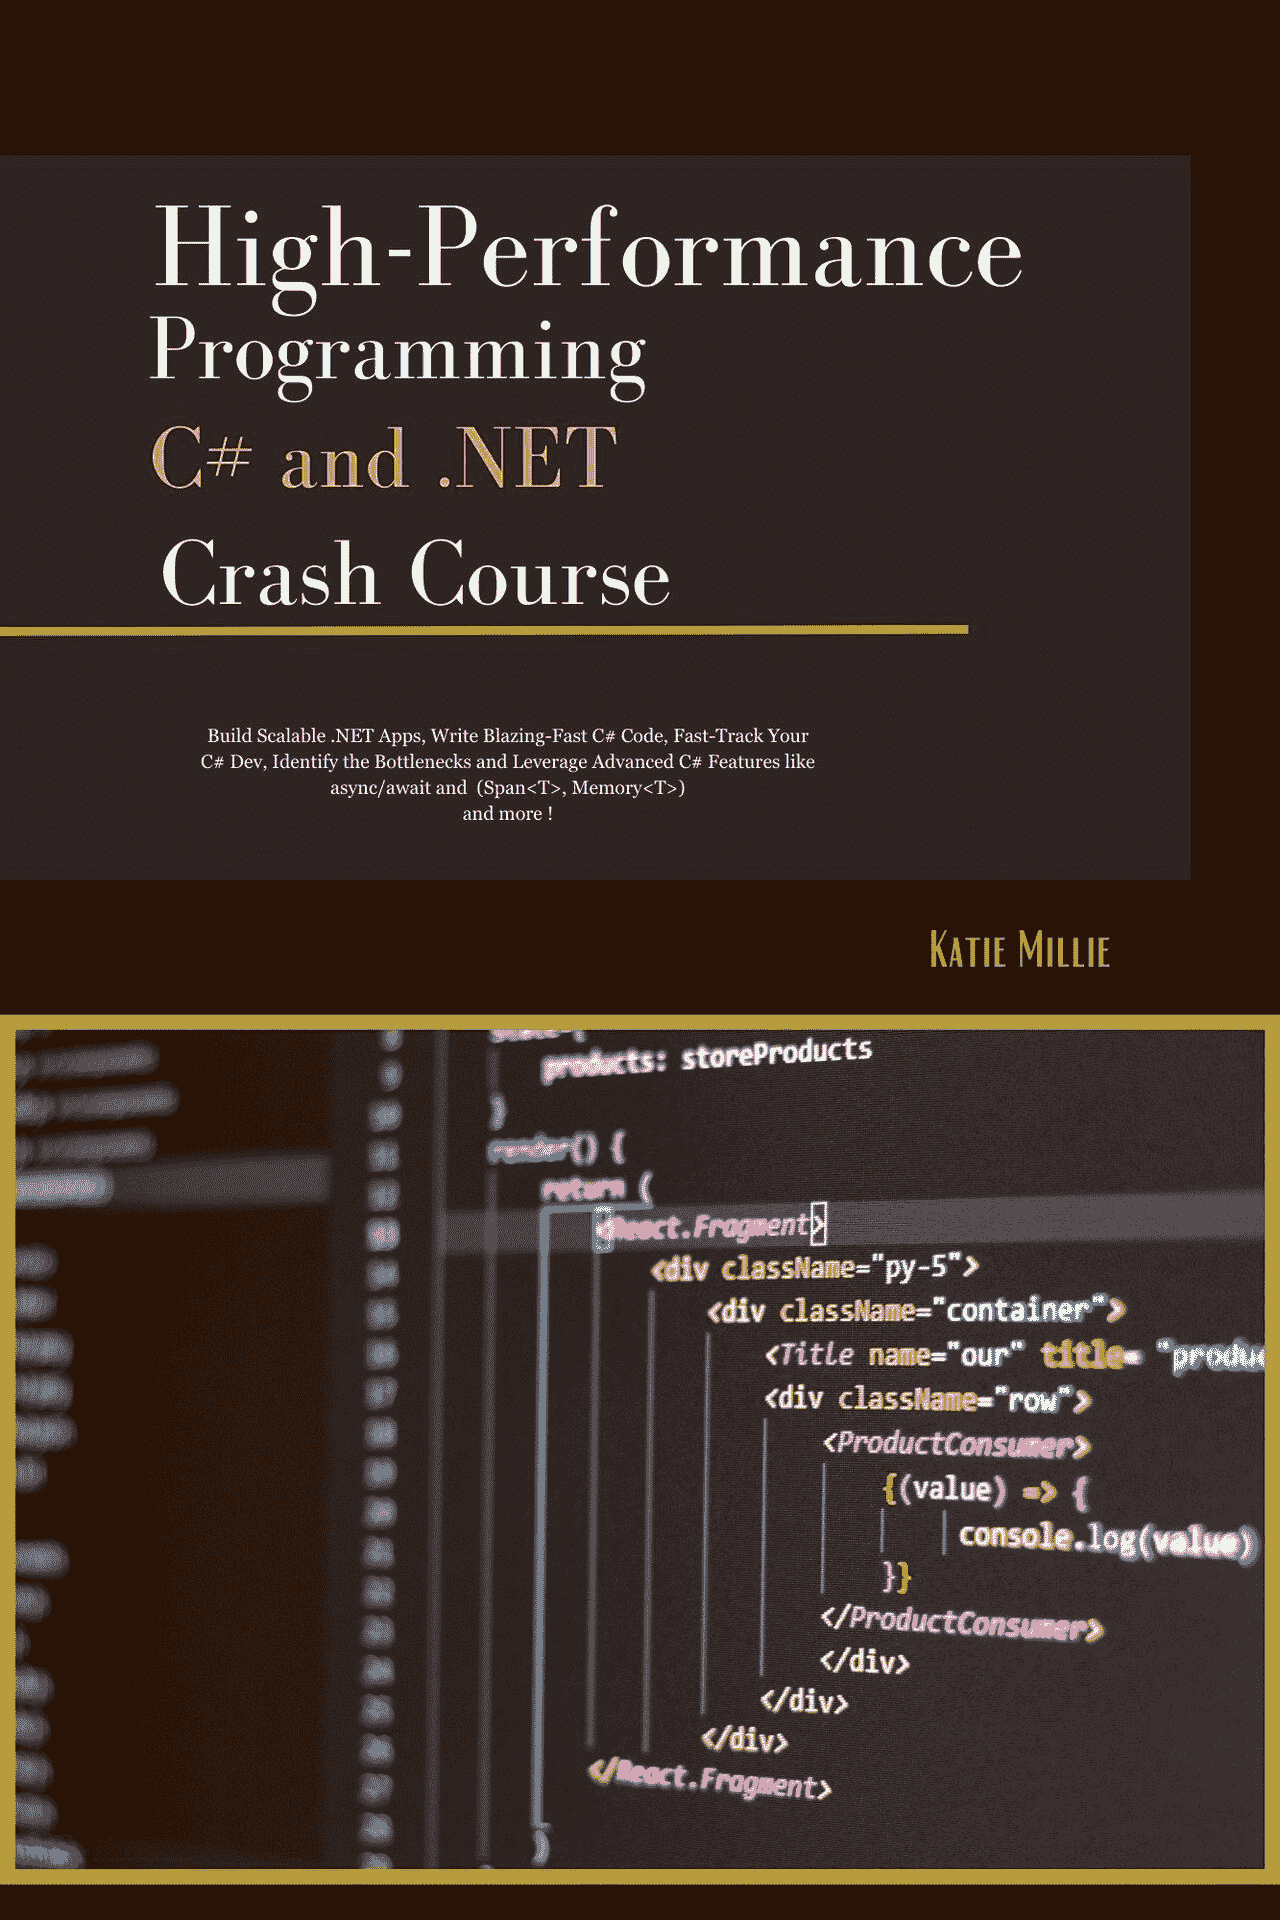 High-Performance
Programming
C# and .NET
Crash Course
Build Scalable .NET Apps, Write Blazing-Fast C# Code, Fast-Track Your
C# Dev, Identify the Bottlenecks and Leverage Advanced C# Features like
async/await and (Span<T>, Memory<T>)
and more !
KATIE MILLIE
products: storeProducts
}
render() {
return (
<React.Fragment>
<div className="py-5">
<div className="container">
<Title name="our" title= "produc
<div className="row">
<ProductConsumer>
{(value) => {
console.log(value)
}}
</ProductConsumer>
</div>
</div>
</div>
</React.Fragment>
)